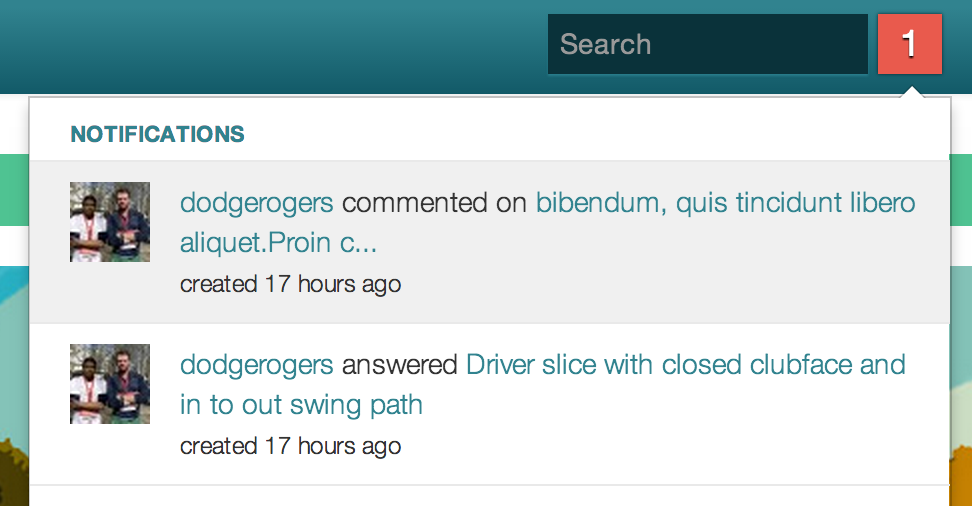 Search
1
NOTIFICATIONS
dodgerogers commented on bibendum, quis tincidunt libero
aliquet.Proin c...
created 17 hours ago
dodgerogers answered Driver slice with closed clubface and
in to out swing path
created 17 hours ago